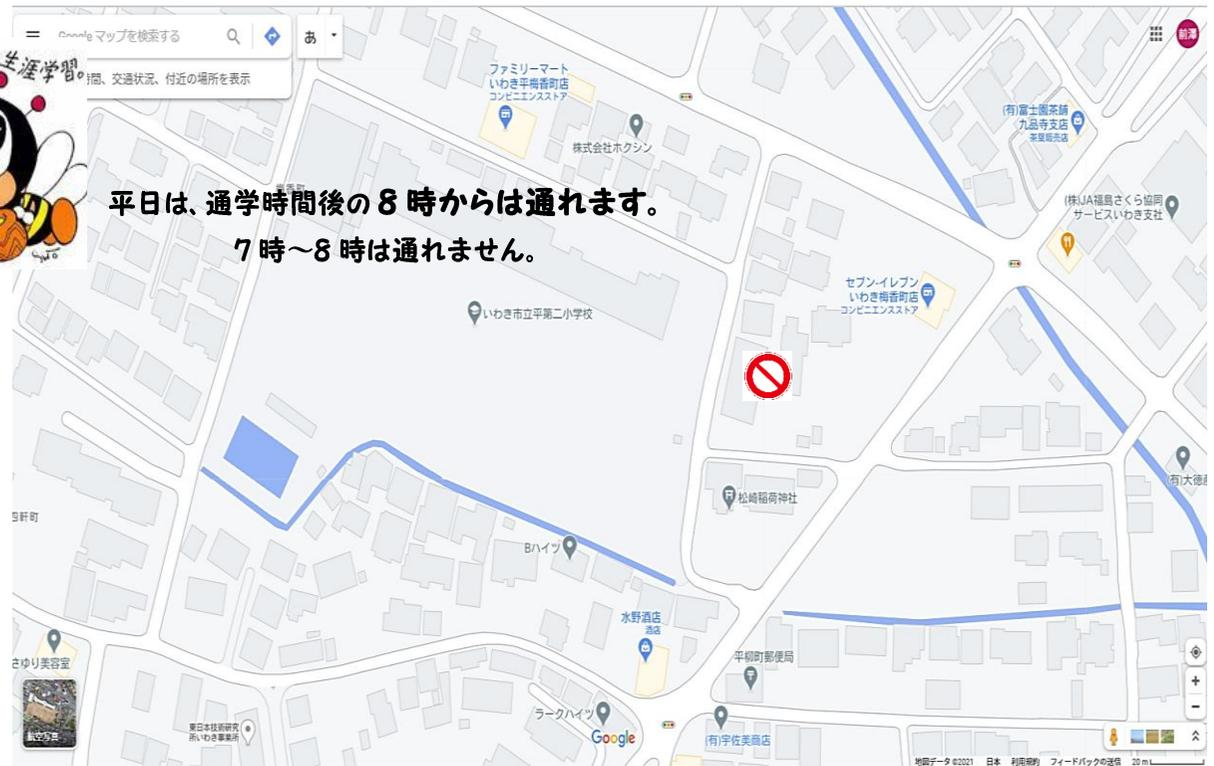 Google マップを検索する
あ
前澤
生涯学習。
時間、交通状況、付近の場所を表示
ファミリーマート
いわき平梅香町店
コンビニエンスストア
株式会社ホクシン
(有)富士園茶舗
九品寺支店
茶葉販売店
平日は、通学時間後の8時からは通れます。
7時～8時は通れません。
(株)JA福島さくら協同
サービスいわき支社
セブン-イレブン
いわき梅香町店
コンビニエンスストア
いわき市立平第二小学校
松崎稲荷神社
(有)大徳
四軒町
Bハイツ
水野酒店
酒店
さゆり美容室
平柳町郵便局
航空写真
東日本技術研究
所いわき事業所
ラークハイツ
Google
(有)宇佐美商店
地図データ ©2021 日本 利用規約 フィードバックの送信 20 m